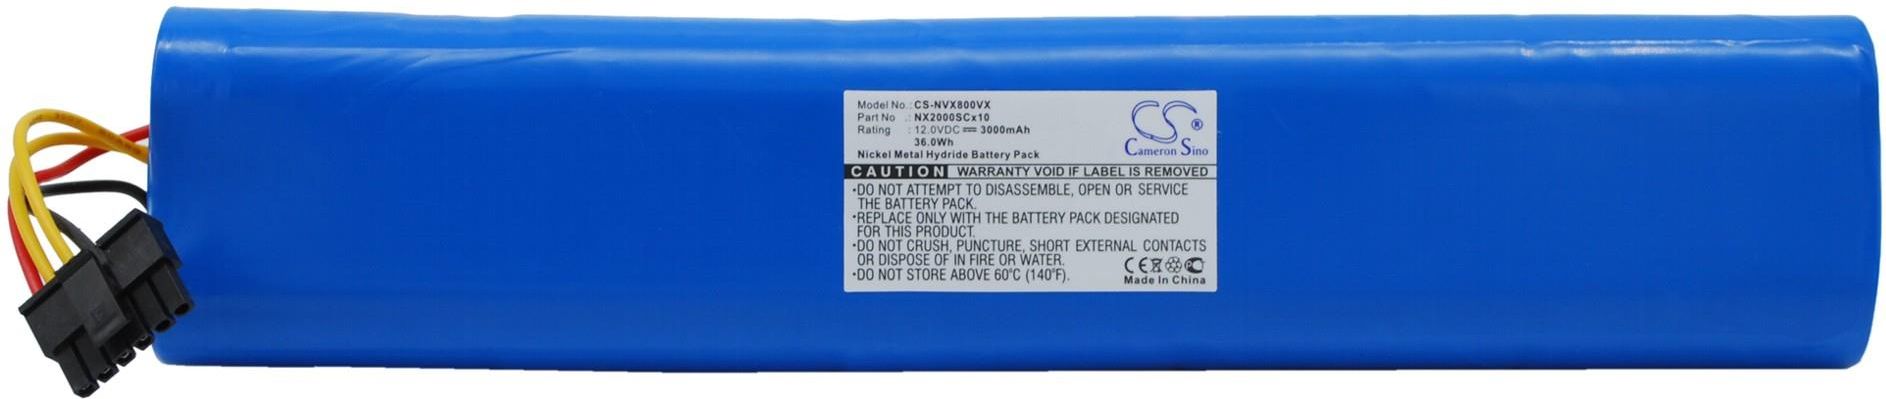 Model No.: CS-NVX800VX
Part No .: NX2000SCx10
Rating : 12.0VDC ⎓ 3000mAh
36.0Wh
Nickel Metal Hydride Battery Pack
CS ®
Cameron Sino
CAUTION WARRANTY VOID IF LABEL IS REMOVED
•DO NOT ATTEMPT TO DISASSEMBLE, OPEN OR SERVICE
THE BATTERY PACK.
•REPLACE ONLY WITH THE BATTERY PACK DESIGNATED
FOR THIS PRODUCT.
•DO NOT CRUSH, PUNCTURE, SHORT EXTERNAL CONTACTS
OR DISPOSE OF IN FIRE OR WATER.
•DO NOT STORE ABOVE 60°C (140°F).
CE
Made In China